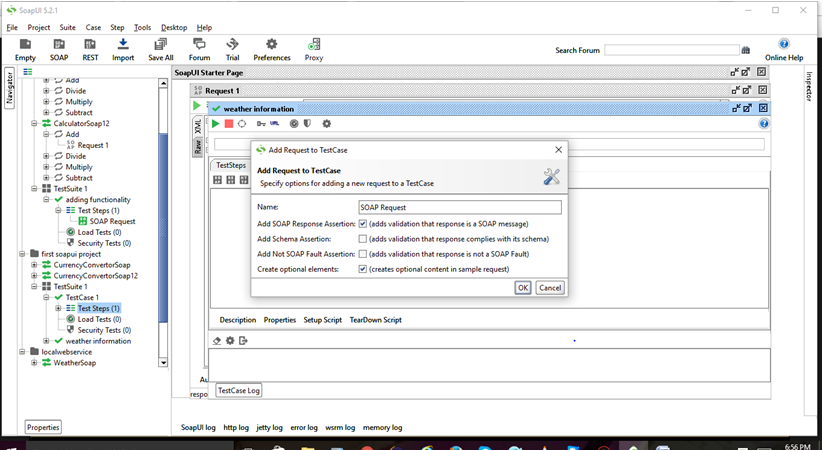 SoapUI 5.2.1
File Project Suite Case Step Tools Desktop Help
Empty SOAP REST Import Save All Forum Trial Preferences Proxy
Search Forum
Online Help
Navigator
Add
Divide
Multiply
Subtract
CalculatorSoap12
Add
SOAP Request 1
Divide
Multiply
Subtract
TestSuite 1
adding functionality
Test Steps (1)
SOAP Request
Load Tests (0)
Security Tests (0)
first soapui project
CurrencyConvertorSoap
CurrencyConvertorSoap12
TestSuite 1
TestCase 1
Test Steps (1)
Load Tests (0)
Security Tests (0)
weather information
localwebservice
WeatherSoap
Properties
SoapUI Starter Page
SOAP Request 1
weather information
XML
Raw
TestSteps
Add Request to TestCase
Add Request to TestCase
Specify options for adding a new request to a TestCase
Name: SOAP Request
Add SOAP Response Assertion: (adds validation that response is a SOAP message)
Add Schema Assertion: (adds validation that response complies with its schema)
Add Not SOAP Fault Assertion: (adds validation that response is not a SOAP Fault)
Create optional elements: (creates optional content in sample request)
OK Cancel
Description Properties Setup Script TearDown Script
Au
respo
TestCase Log
SoapUI log http log jetty log error log wsrm log memory log
Inspector
6:56 PM